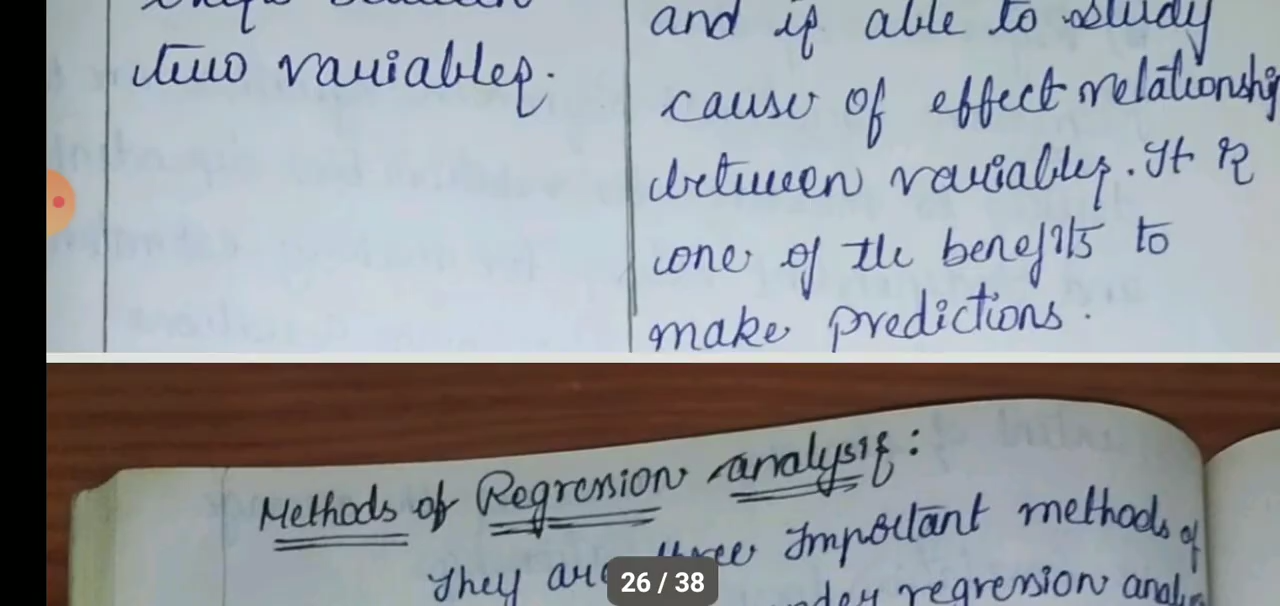 two variables.
and is able to study
cause of effect relationship
between variables. It is
one of the benefits to
make predictions.
Methods of Regression analysis:
They are three Important methods of
regression
26 / 38